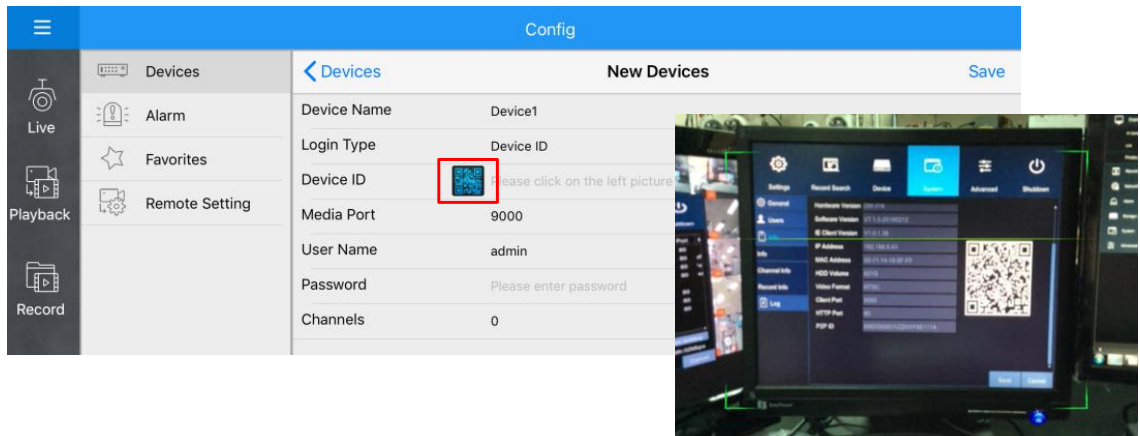 Config
Devices
Alarm
Favorites
Remote Setting
Live
Playback
Record
Devices
New Devices
Save
Device Name
Device1
Login Type
Device ID
Device ID
Please click on the left picture
Media Port
9000
User Name
admin
Password
Please enter password
Channels
0
Settings
Record Search
Device
System
Advanced
Shutdown
General
Users
Info
Channel Info
Record Info
Log
Hardware Version
Software Version
IE Client Version
IP Address
MAC Address
HDD Volume
Video Format
NTSC
Client Port
9000
HTTP Port
80
P2P ID
Save
Cancel